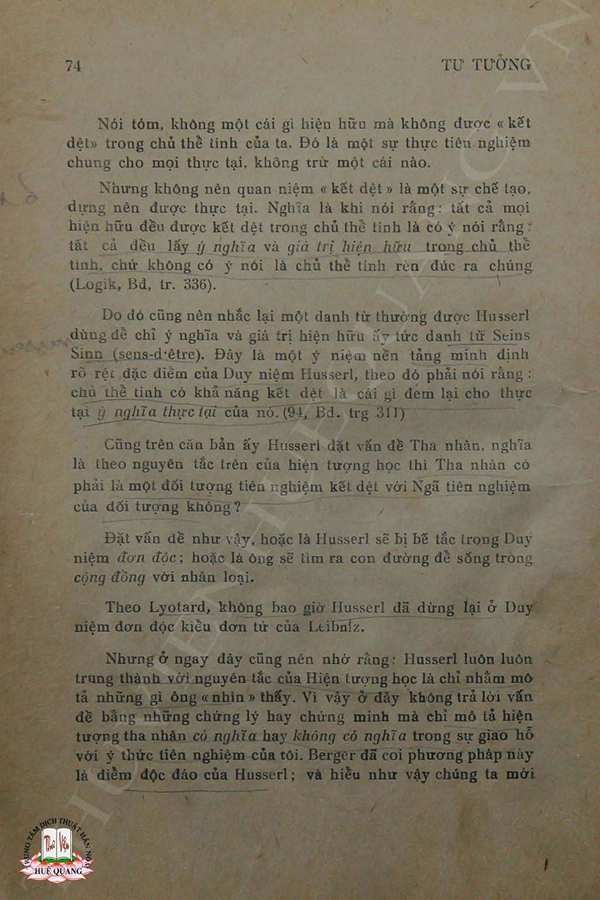 74
TƯ TƯỞNG
Nói tóm, không một cái gì hiện hữu mà không được « kết
dệt» trong chủ thể tính của ta. Đó là một sự thực tiên nghiệm
chung cho mọi thực tại, không trừ một cái nào.
Nhưng không nên quan niệm « kết dệt » là một sự chế tạo,
dựng nên được thực tại. Nghĩa là khi nói rằng : tất cả mọi
hiện hữu đều được kết dệt trong chủ thể tính là có ý nói rằng :
tất cả đều lấy ý nghĩa và giá trị hiện hữu trong chủ thể
tính, chứ không có ý nói là chủ thể tính rèn đúc ra chúng
(Logik, Bd, tr. 336).
Do đó cũng nên nhắc lại một danh từ thường được Husserl
dùng để chỉ ý nghĩa và giá trị hiện hữu ấy tức danh từ Seins
Sinn (sens-d'être). Đây là một ý niệm nền tảng minh định
rõ rệt đặc điểm của Duy niệm Husserl, theo đó phải nói rằng :
chủ thể tính có khả năng kết dệt là cái gì đem lại cho thực
tại ý nghĩa thực tại của nó. (94, Bd. trg 311)
Cũng trên căn bản ấy Husserl đặt vấn đề Tha nhân, nghĩa
là theo nguyên tắc trên của hiện tượng học thì Tha nhân có
phải là một đối tượng tiên nghiệm kết dệt với Ngã tiên nghiệm
của đối tượng không ?
Đặt vấn đề như vậy, hoặc là Husserl sẽ bị bế tắc trong Duy
niệm đơn độc ; hoặc là ông sẽ tìm ra con đường để sống trong
cộng đồng với nhân loại.
Theo Lyotard, không bao giờ Husserl đã dừng lại ở Duy
niệm đơn độc kiểu đơn tử của Leibniz.
Nhưng ở ngay đây cũng nên nhớ rằng : Husserl luôn luôn
trung thành với nguyên tắc của Hiện tượng học là chỉ nhằm mô
tả những gì ông «nhìn» thấy. Vì vậy ở đây không trả lời vấn
đề bằng những chứng lý hay chứng minh mà chỉ mô tả hiện
tượng tha nhân có nghĩa hay không có nghĩa trong sự giao hỗ
với ý thức tiên nghiệm của tôi. Berger đã coi phương pháp này
là điểm độc đáo của Husserl ; và hiểu như vậy chúng ta mới
TRUNG TÂM DỊCH THUẬT HÁN NÔM
HUỆ QUANG